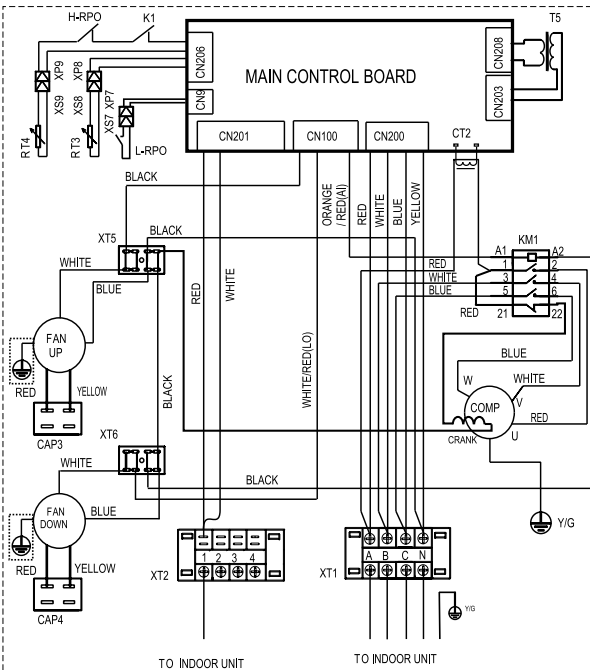 H-RPO K1 T5
CN206 CN208
MAIN CONTROL BOARD
XP9 XP8
XS9 XS8 XP7 CN9 CN203
XS7
RT4 RT3 L-RPO
CN201 CN100 CN200 CT2
BLACK
ORANGE
/ RED(AI)
RED
WHITE
BLUE
YELLOW
BLACK
XT5
KM1
A1 A2
WHITE
RED 1 2
WHITE 3 4
BLUE 5 6
RED 21 22
BLUE
RED
WHITE
WHITE/RED(LO)
FAN
UP
RED YELLOW
CAP3
BLACK
BLUE
W WHITE
COMP V
RED
CRANK U
XT6
WHITE
BLACK
FAN
DOWN
BLUE
RED YELLOW
CAP4
Y/G
XT2 1 2 3 4
XT1 A B C N
Y/G
TO INDOOR UNIT
TO INDOOR UNIT